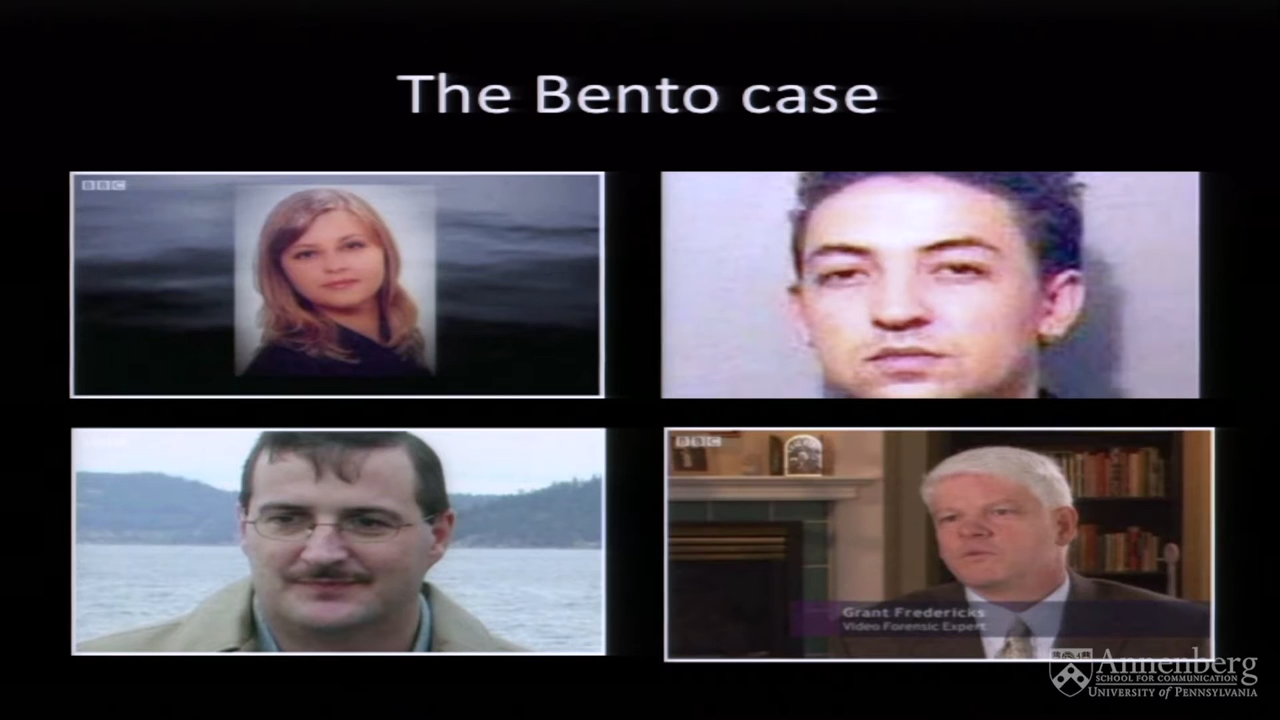 The Bento case
BBC
BBC
Grant Fredericks
Video Forensic Expert
Annenberg
SCHOOL FOR COMMUNICATION
UNIVERSITY of PENNSYLVANIA